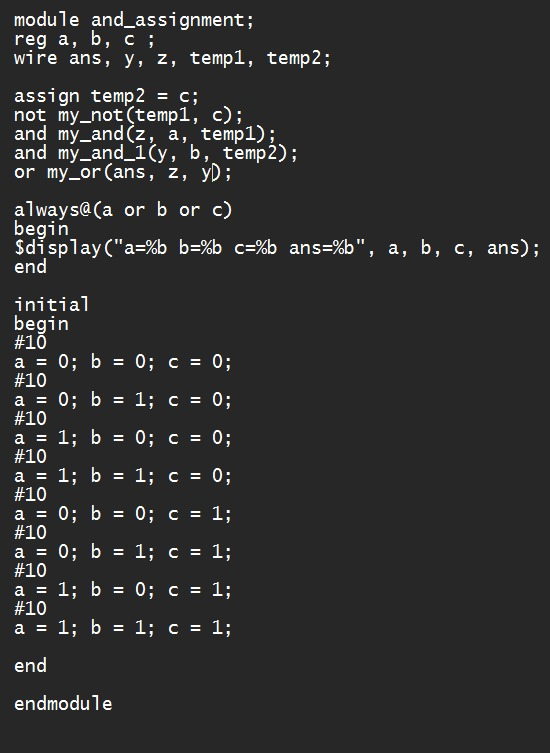 module and_assignment;
reg a, b, c ;
wire ans, y, z, temp1, temp2;
assign temp2 = c;
not my_not(temp1, c);
and my_and(z, a, temp1);
and my_and_1(y, b, temp2);
or my_or(ans, z, y);
always@(a or b or c)
begin
$display("a=%b b=%b c=%b ans=%b", a, b, c, ans);
end
initial
begin
#10
a = 0; b = 0; c = 0;
#10
a = 0; b = 1; c = 0;
#10
a = 1; b = 0; c = 0;
#10
a = 1; b = 1; c = 0;
#10
a = 0; b = 0; c = 1;
#10
a = 0; b = 1; c = 1;
#10
a = 1; b = 0; c = 1;
#10
a = 1; b = 1; c = 1;
end
endmodule